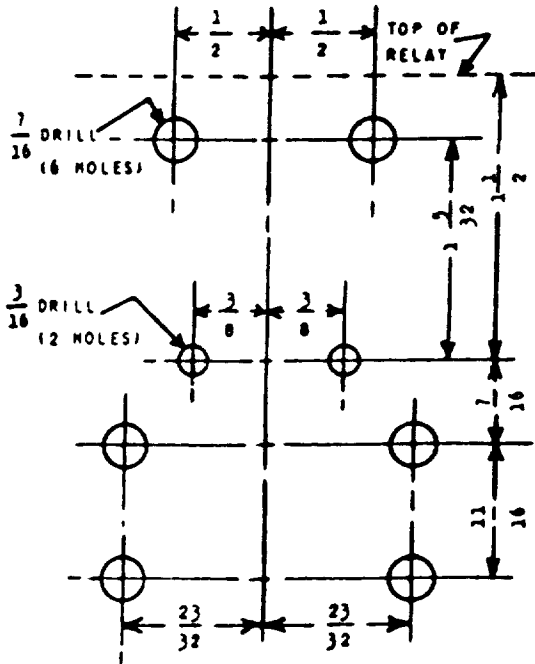 1/2 1/2
TOP OF
RELAY
7/16 DRILL
(6 HOLES)
1 5/32
1 1/2
3/16 DRILL
(2 HOLES)
3/8 3/8
7/16
11/16
23/32 23/32